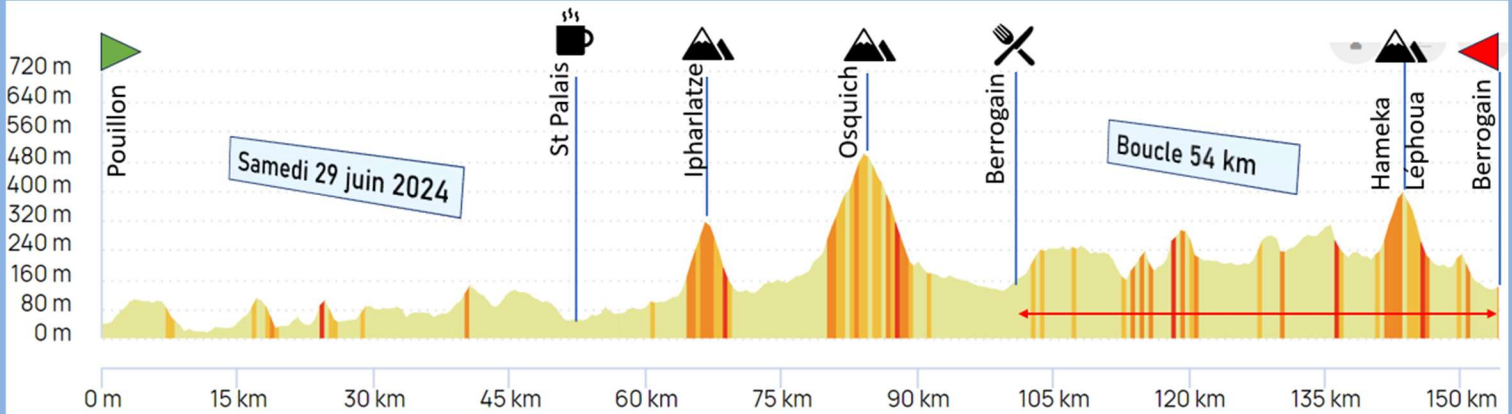 720 m
640 m
560 m
480 m
400 m
320 m
240 m
160 m
80 m
0 m
Pouillon
Samedi 29 juin 2024
St Palais
Ipharlatze
Osquich
Berrogain
Boucle 54 km
Hameka
Léphoua
Berrogain
0 m
15 km
30 km
45 km
60 km
75 km
90 km
105 km
120 km
135 km
150 km